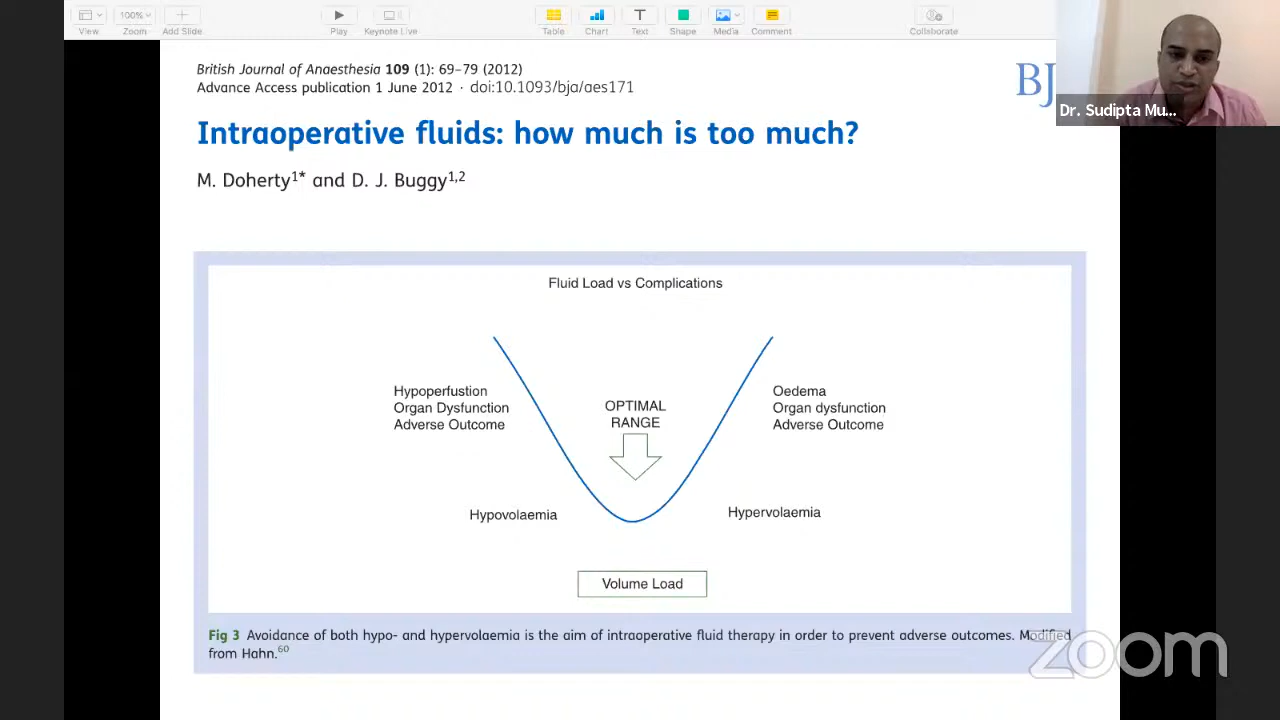 View
100%
Zoom
Add Slide
Play
Keynote Live
Table
Chart
Text
Shape
Media
Comment
Collaborate
British Journal of Anaesthesia 109 (1): 69–79 (2012)
Advance Access publication 1 June 2012 · doi:10.1093/bja/aes171
BJ
Dr. Sudipta Mu...
Intraoperative fluids: how much is too much?
M. Doherty1* and D. J. Buggy1,2
Fluid Load vs Complications
Hypoperfustion
Organ Dysfunction
Adverse Outcome
OPTIMAL
RANGE
Oedema
Organ dysfunction
Adverse Outcome
Hypovolaemia
Hypervolaemia
Volume Load
Fig 3 Avoidance of both hypo- and hypervolaemia is the aim of intraoperative fluid therapy in order to prevent adverse outcomes. Modified
from Hahn.60
zoom